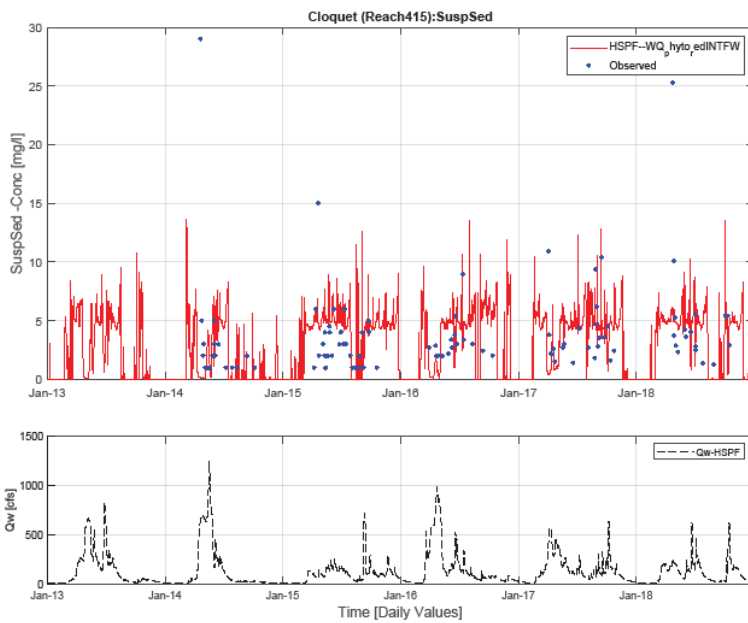 Cloquet (Reach415):SuspSed
HSPF--WQphytoredINTFW
Observed
SuspSed -Conc [mg/l]
30
25
20
15
10
5
0
Jan-13 Jan-14 Jan-15 Jan-16 Jan-17 Jan-18
Qw-HSPF
Qw [cfs]
1500
1000
500
0
Jan-13 Jan-14 Jan-15 Jan-16 Jan-17 Jan-18
Time [Daily Values]